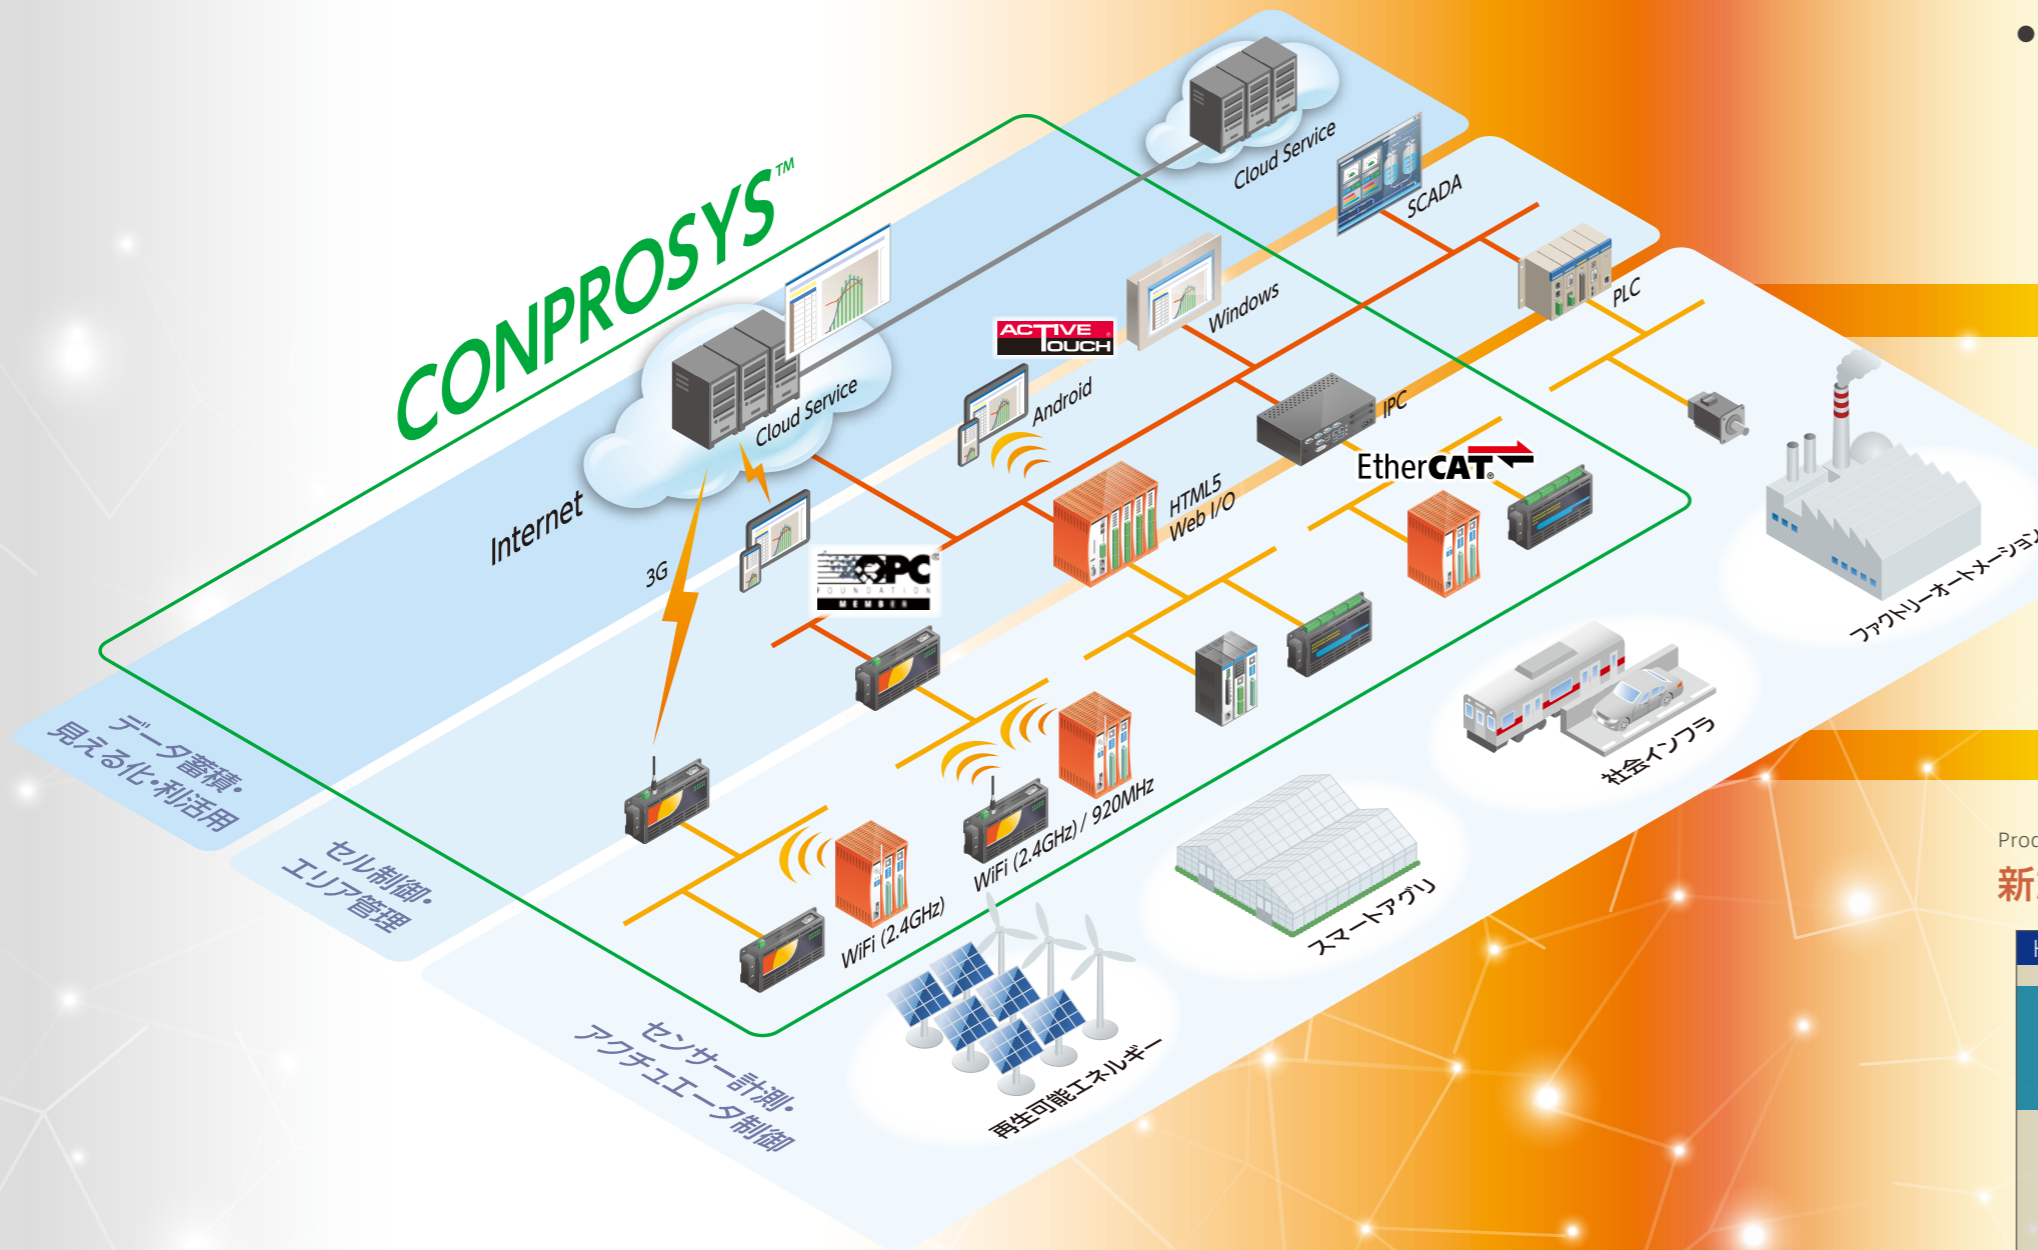 CONPROSYS™
Cloud Service
SCADA
Windows
PLC
ACTIVE
TOUCH
Android
IPC
Cloud Service
EtherCAT®
HTML5
Web I/O
Internet
3G
OPC®
FOUNDATION
MEMBER
ファクトリーオートメーション
社会インフラ
WiFi (2.4GHz) / 920MHz
スマートアグリ
WiFi (2.4GHz)
再生可能エネルギー
データ蓄積・
見える化・利活用
セル制御・
エリア管理
センサー計測・
アクチュエータ制御
Prod